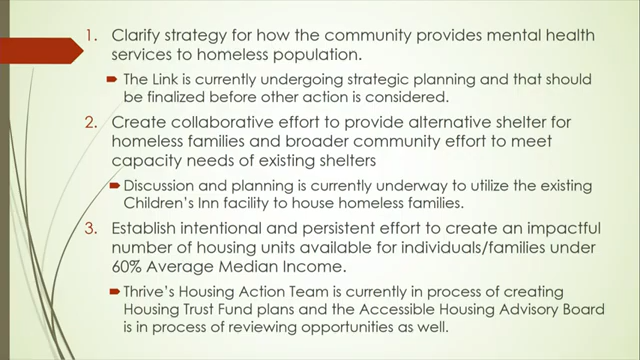 1. Clarify strategy for how the community provides mental health
services to homeless population.
The Link is currently undergoing strategic planning and that should
be finalized before other action is considered.
2. Create collaborative effort to provide alternative shelter for
homeless families and broader community effort to meet
capacity needs of existing shelters
Discussion and planning is currently underway to utilize the existing
Children's Inn facility to house homeless families.
3. Establish intentional and persistent effort to create an impactful
number of housing units available for individuals/families under
60% Average Median Income.
Thrive's Housing Action Team is currently in process of creating
Housing Trust Fund plans and the Accessible Housing Advisory Board
is in process of reviewing opportunities as well.